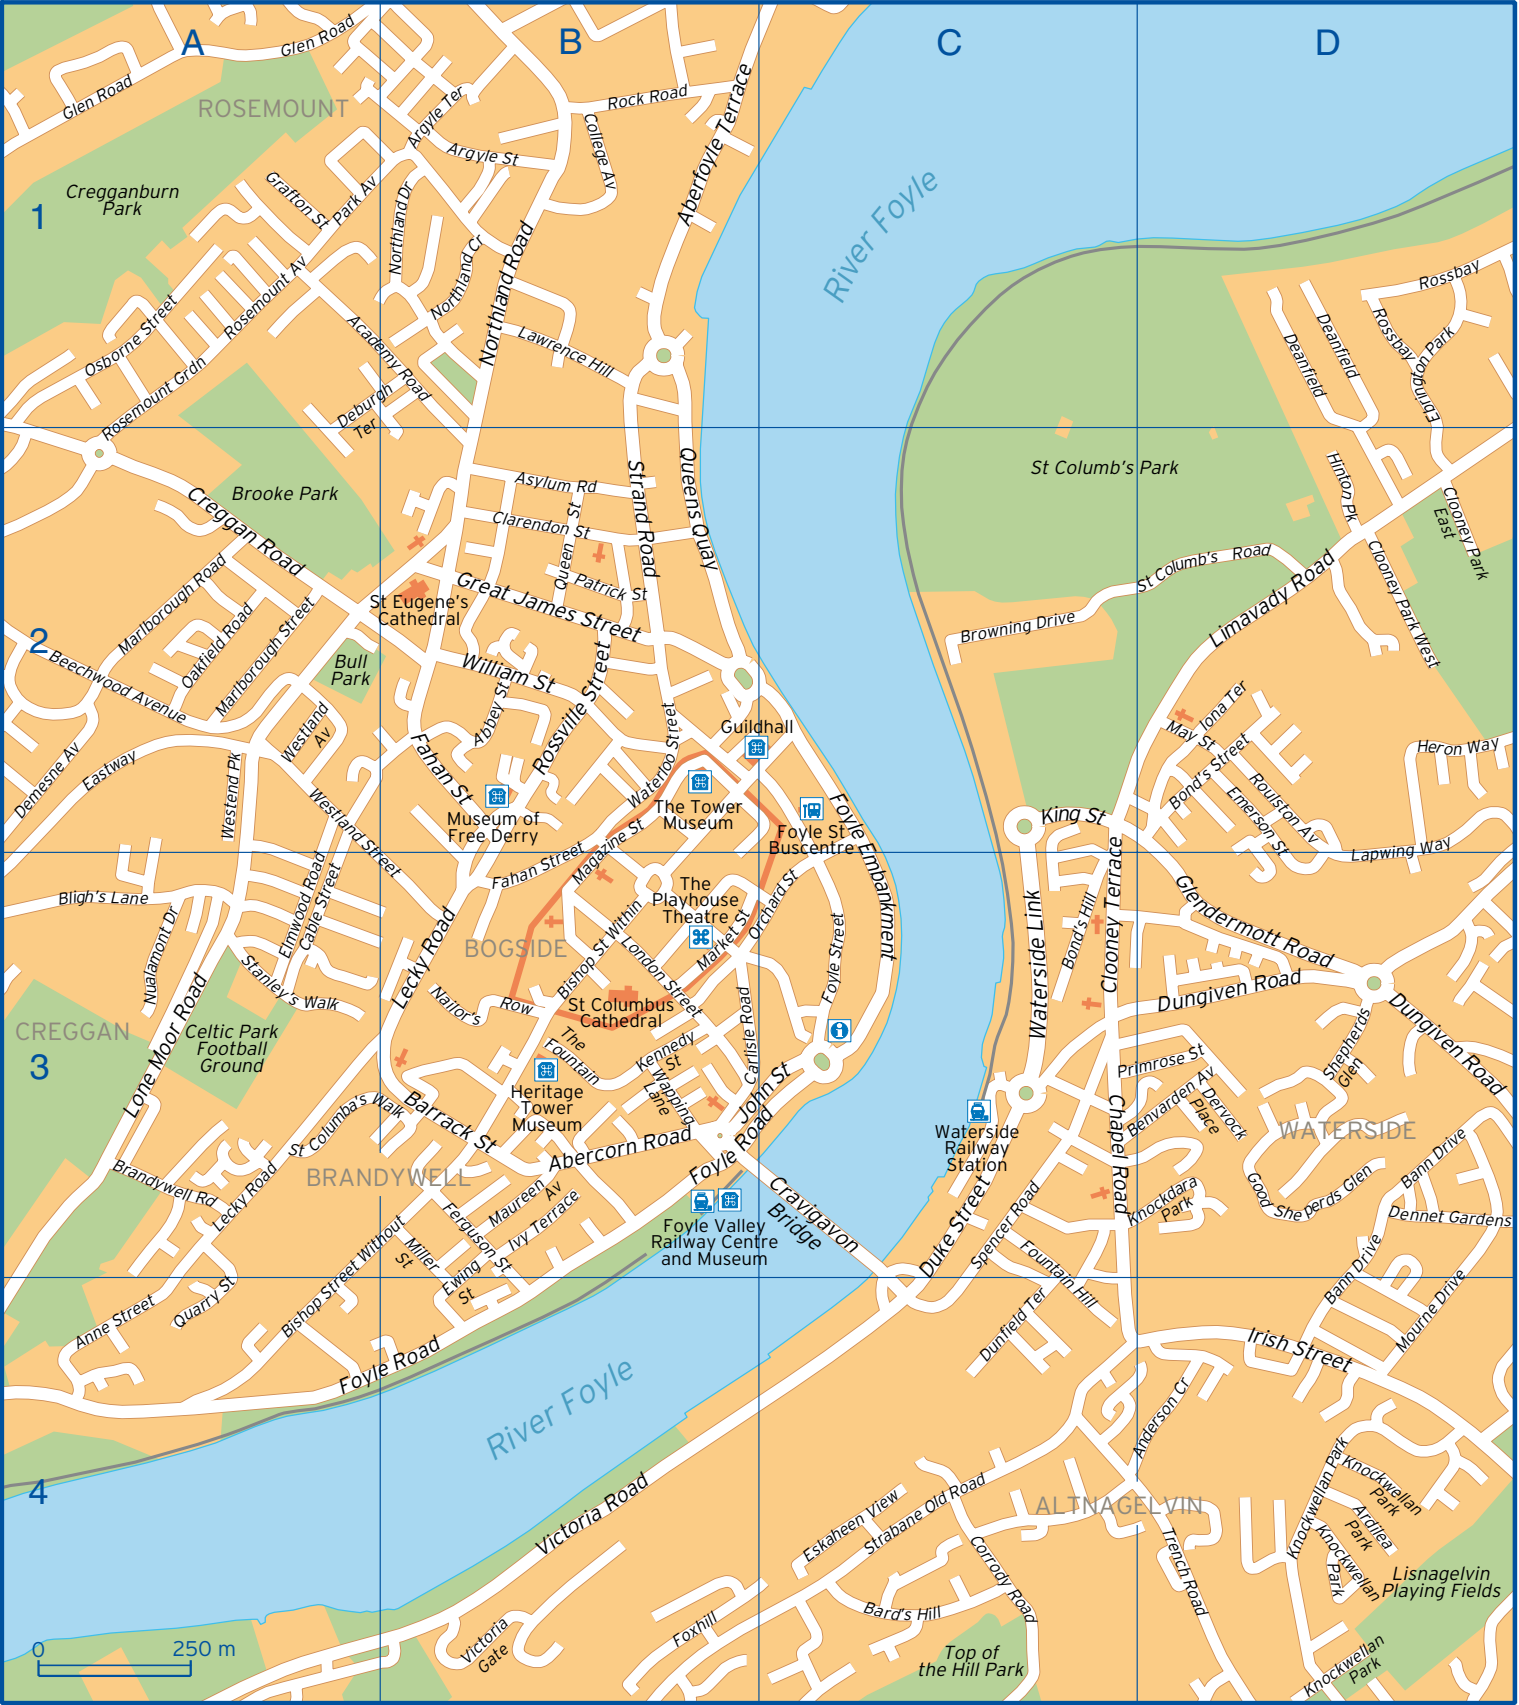 A
B
C
D
1
2
3
4
Glen Road
Glen Road
ROSEMOUNT
Argyle Ter
Rock Road
Argyle St
College Av
Aberfoyle Terrace
Cregganburn
Park
Grafton St
Park Av
Northland Dr
Northland Cr
Northland Road
River Foyle
Rosemount Av
Osborne Street
Rosemount Grdn
Academy Road
Lawrence Hill
Deburgh
Ter
Rossbay
Rossbay
Deanfield
Deanfield
Ebrington Park
Brooke Park
Creggan Road
Asylum Rd
Clarendon St
Queen St
Patrick St
Strand Road
Queens Quay
St Columb's Park
Hinton Pk
Clooney Park
East
Clooney Park West
St Columb's Road
Browning Drive
Limavady Road
Great James Street
St Eugene's
Cathedral
Marlborough Road
Oakfield Road
Marlborough Street
Beechwood Avenue
Bull
Park
William St
Abbey St
Rossville Street
Westland
Av
Demesne Av
Eastway
Westend Pk
Westland Street
Fahan St
Museum of
Free Derry
Waterloo Street
Guildhall
The Tower
Museum
Foyle St
Buscentre
Foyle Embankment
Magazine St
Fahan Street
Iona Ter
May St
Bond's Street
Emerson St
Roulston Av
Heron Way
Lapwing Way
King St
Bligh's Lane
Nualamont Dr
Elmwood Road
Cable Street
Stanley's Walk
Lecky Road
BOGSIDE
The
Playhouse
Theatre
Market St
Orchard St
Bishop St Within
London Street
Nailor's
Row
St Columbus
Cathedral
Carlisle Road
Foyle Street
Waterside Link
Bond's Hill
Clooney Terrace
Glendermott Road
Dungiven Road
Dungiven Road
CREGGAN
Celtic Park
Football
Ground
Lone Moor Road
The
Fountain
Kennedy
St
Wapping
Lane
Heritage
Tower
Museum
John St
Foyle Road
Abercorn Road
Barrack St
St Columba's Walk
BRANDYWELL
Brandywell Rd
Lecky Road
Waterside
Railway
Station
Primrose St
Benvarden Av
Dervock
Place
Shepherds
Glen
WATERSIDE
Good
Sheperds Glen
Bann Drive
Dennet Gardens
Chapel Road
Knockdara
Park
Foyle Valley
Railway Centre
and Museum
Cravigavon
Bridge
Duke Street
Spencer Road
Maureen
Av
Ivy Terrace
Ferguson St
Miller
St
Ewing
St
Bishop Street Without
Anne Street
Quarry St
Foyle Road
Fountain Hill
Dunfield Ter
Bann Drive
Mourne Drive
Irish Street
River Foyle
Victoria Road
Anderson Cr
ALTNAGELVIN
Eskaheen View
Strabane Old Road
Corrody Road
Trench Road
Knockwellan Park
Knockwellan
Park
Ardilea
Park
Knockwellan
Park
Lisnagelvin
Playing Fields
Bard's Hill
Foxhill
Victoria
Gate
Top of
the Hill Park
Knockwellan
Park
0
250 m